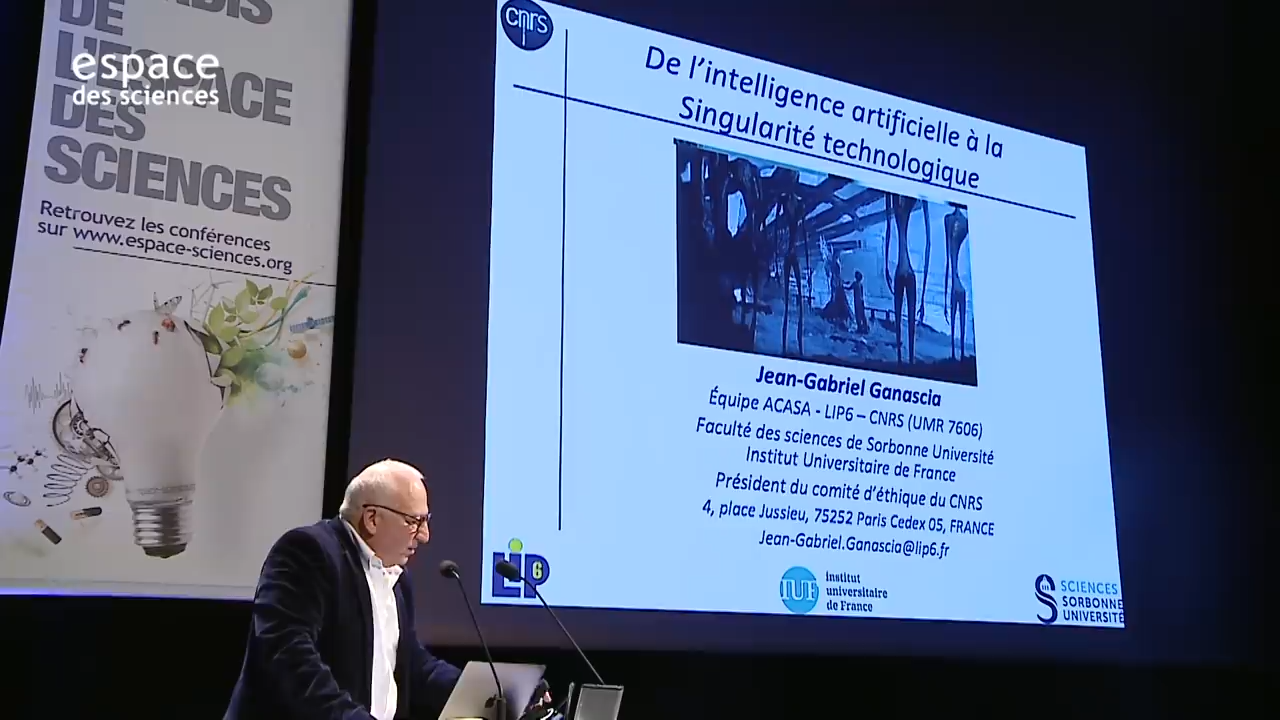 DE
L'ESPACE
DES
SCIENCES
espace
des sciences
Retrouvez les conférences
sur www.espace-sciences.org
cnrs
De l'intelligence artificielle à la
Singularité technologique
Jean-Gabriel Ganascia
Équipe ACASA - LIP6 – CNRS (UMR 7606)
Faculté des sciences de Sorbonne Université
Institut Universitaire de France
Président du comité d'éthique du CNRS
4, place Jussieu, 75252 Paris Cedex 05, FRANCE
Jean-Gabriel.Ganascia@lip6.fr
LIP6
IUF
institut
universitaire
de France
SCIENCES
SORBONNE
UNIVERSITÉ